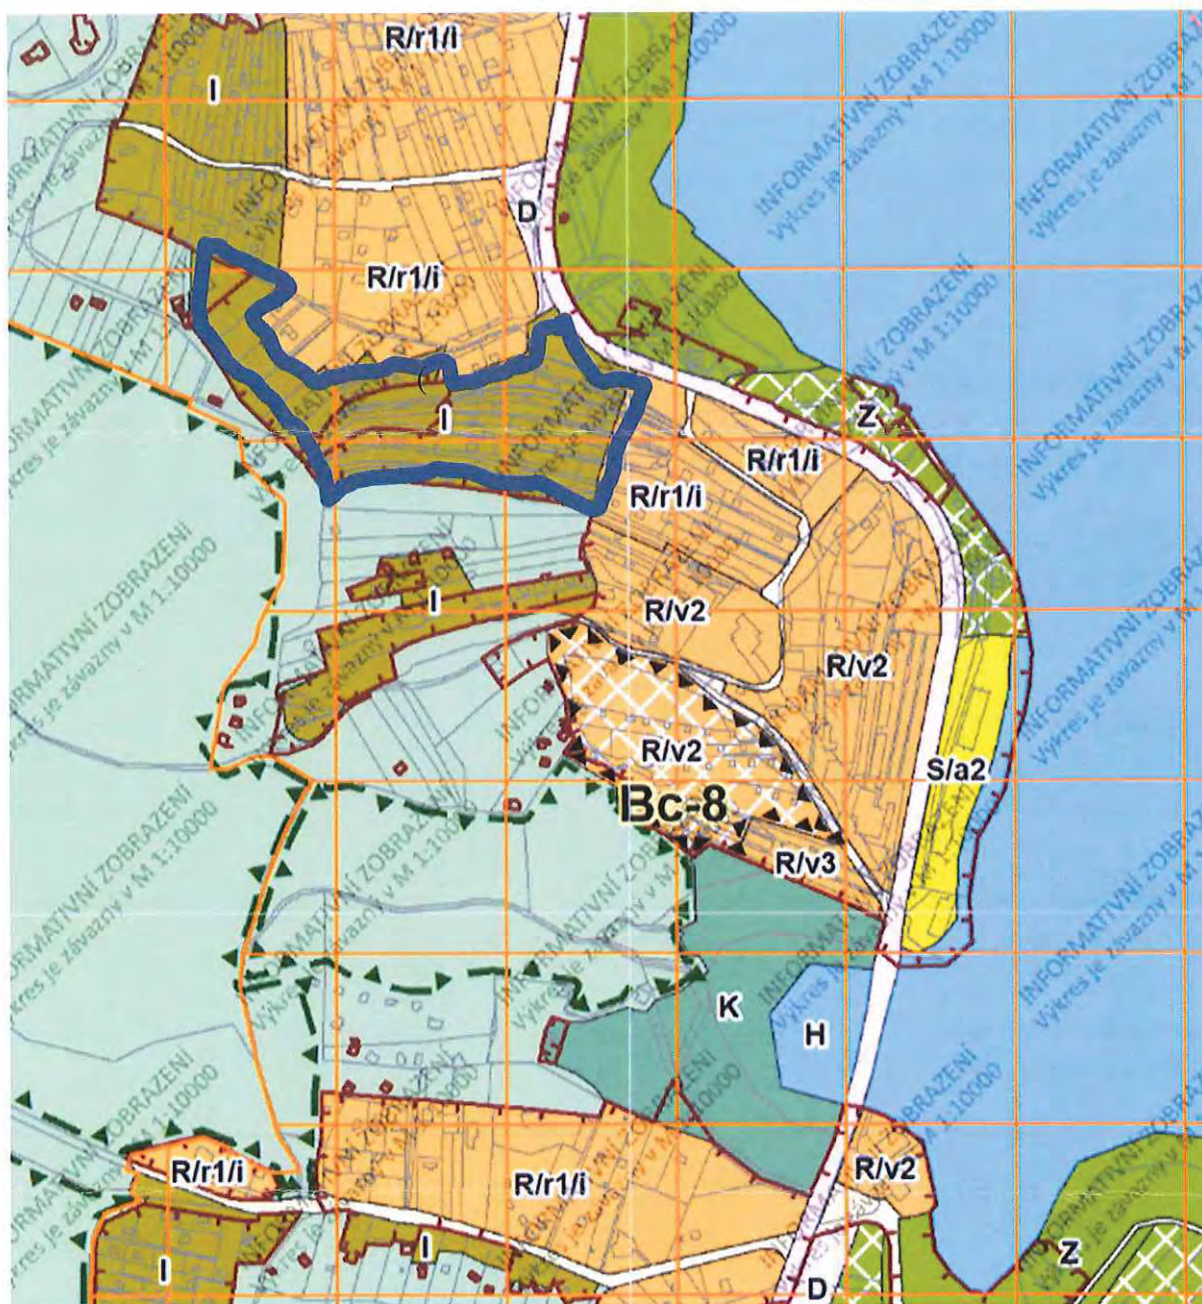 R/r1/i
I
D
R/r1/i
Z
I
R/r1/i
R/r1/i
I
R/v2
R/v2
R/v2
S/a2
Bc-8
R/v3
K
H
R/r1/i
R/r1/i
R/v2
I
I
Z
D
INFORMATIVNÍ ZOBRAZENÍ
Výkres je závazný v M 1:10000